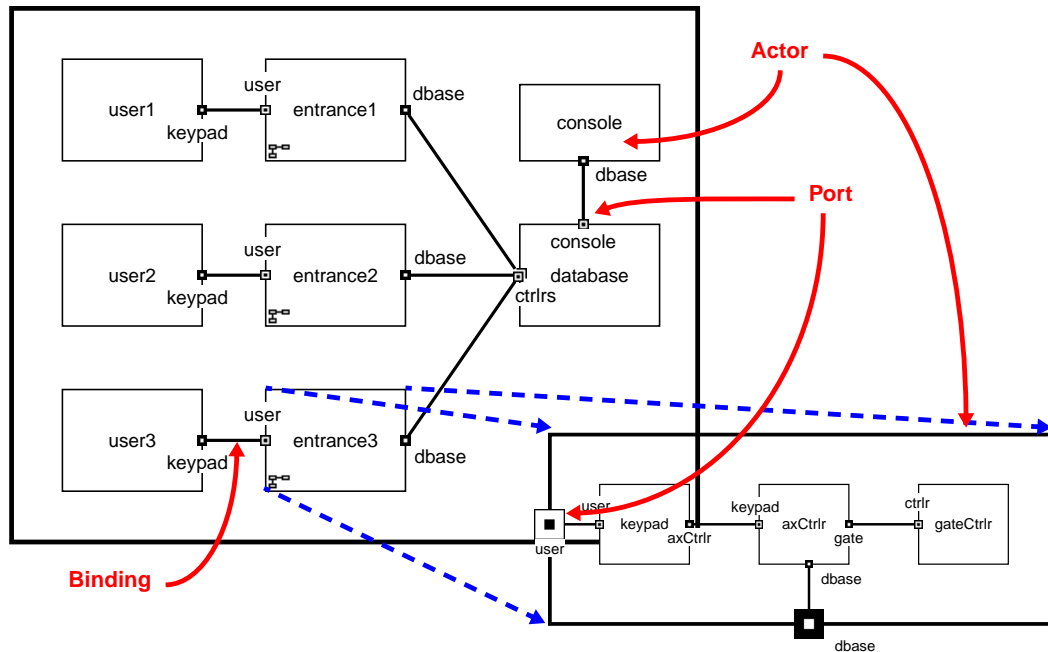 Actor
user
dbase
user1
entrance1
console
keypad
dbase
Port
user
console
dbase
user2
entrance2
database
keypad
ctrlrs
user
user3
entrance3
keypad
dbase
user
keypad
ctrlr
keypad
axCtrlr
gateCtrlr
axCtrlr
gate
user
Binding
dbase
dbase